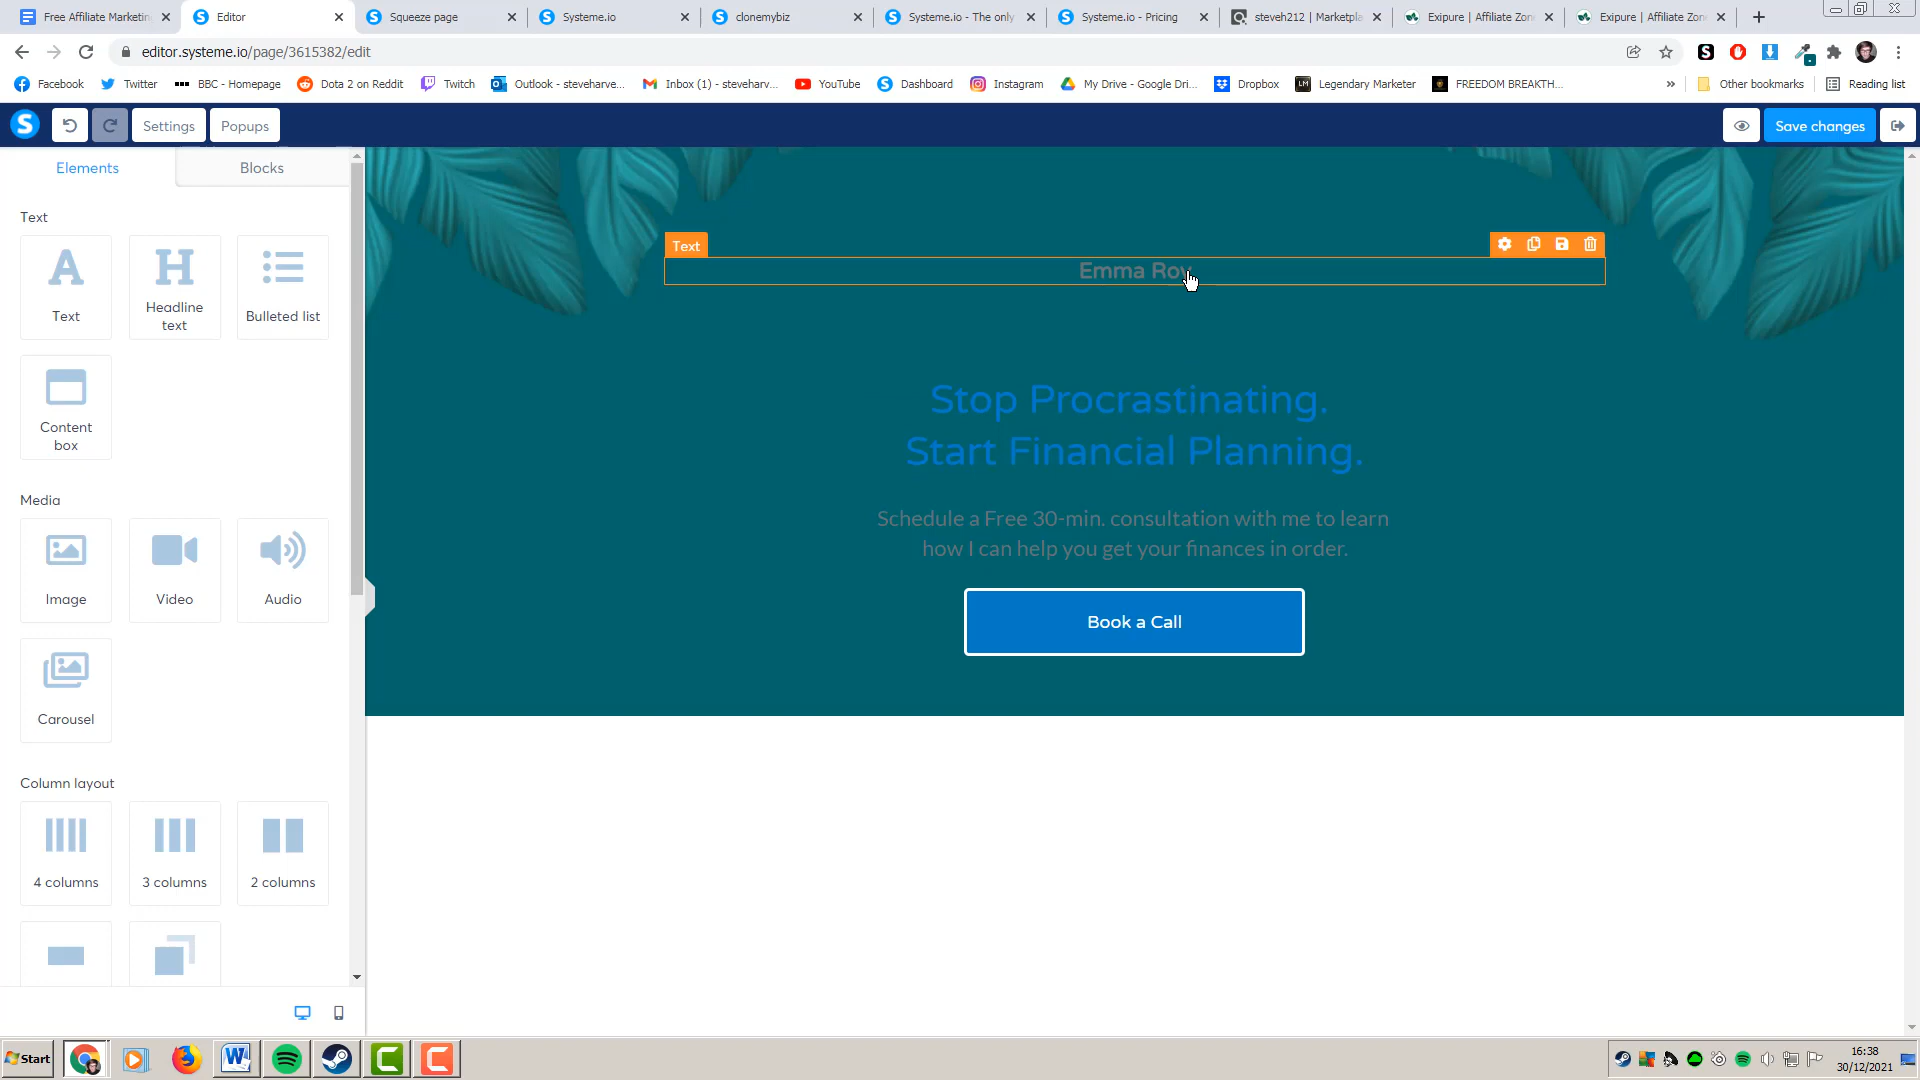 Free Affiliate Marketin
Editor
Squeeze page
Systeme.io
clonemybiz
Systeme.io - The only
Systeme.io - Pricing
steveh212 | Marketpla
Exipure | Affiliate Zon
Exipure | Affiliate Zon
editor.systeme.io/page/3615382/edit
Facebook
Twitter
BBC - Homepage
Dota 2 on Reddit
Twitch
Outlook - steveharve...
Inbox (1) - steveharv...
YouTube
Dashboard
Instagram
My Drive - Google Dri...
Dropbox
LM
Legendary Marketer
FREEDOM BREAKTH...
»
Other bookmarks
Reading list
Settings
Popups
Save changes
Elements
Blocks
Text
Text
Headline
text
Bulleted list
Content
box
Media
Image
Video
Audio
Carousel
Column layout
4 columns
3 columns
2 columns
Text
Emma Roy
Stop Procrastinating.
Start Financial Planning.
Schedule a Free 30-min. consultation with me to learn
how I can help you get your finances in order.
Book a Call
Start
16:38
30/12/2021